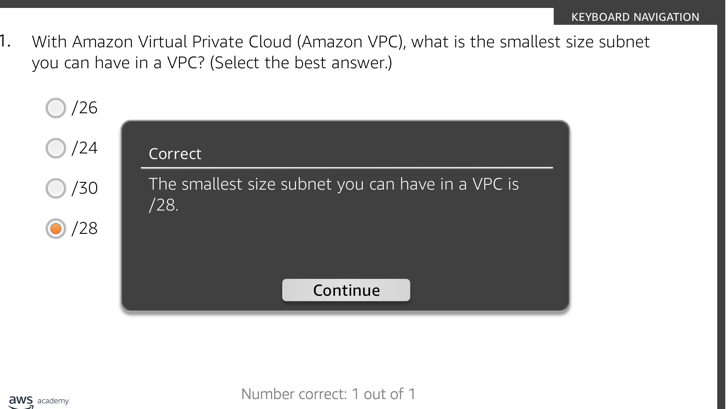 KEYBOARD NAVIGATION
1. With Amazon Virtual Private Cloud (Amazon VPC), what is the smallest size subnet
you can have in a VPC? (Select the best answer.)
/26
/24
/30
/28
Correct
The smallest size subnet you can have in a VPC is
/28.
Continue
Number correct: 1 out of 1
aws academy